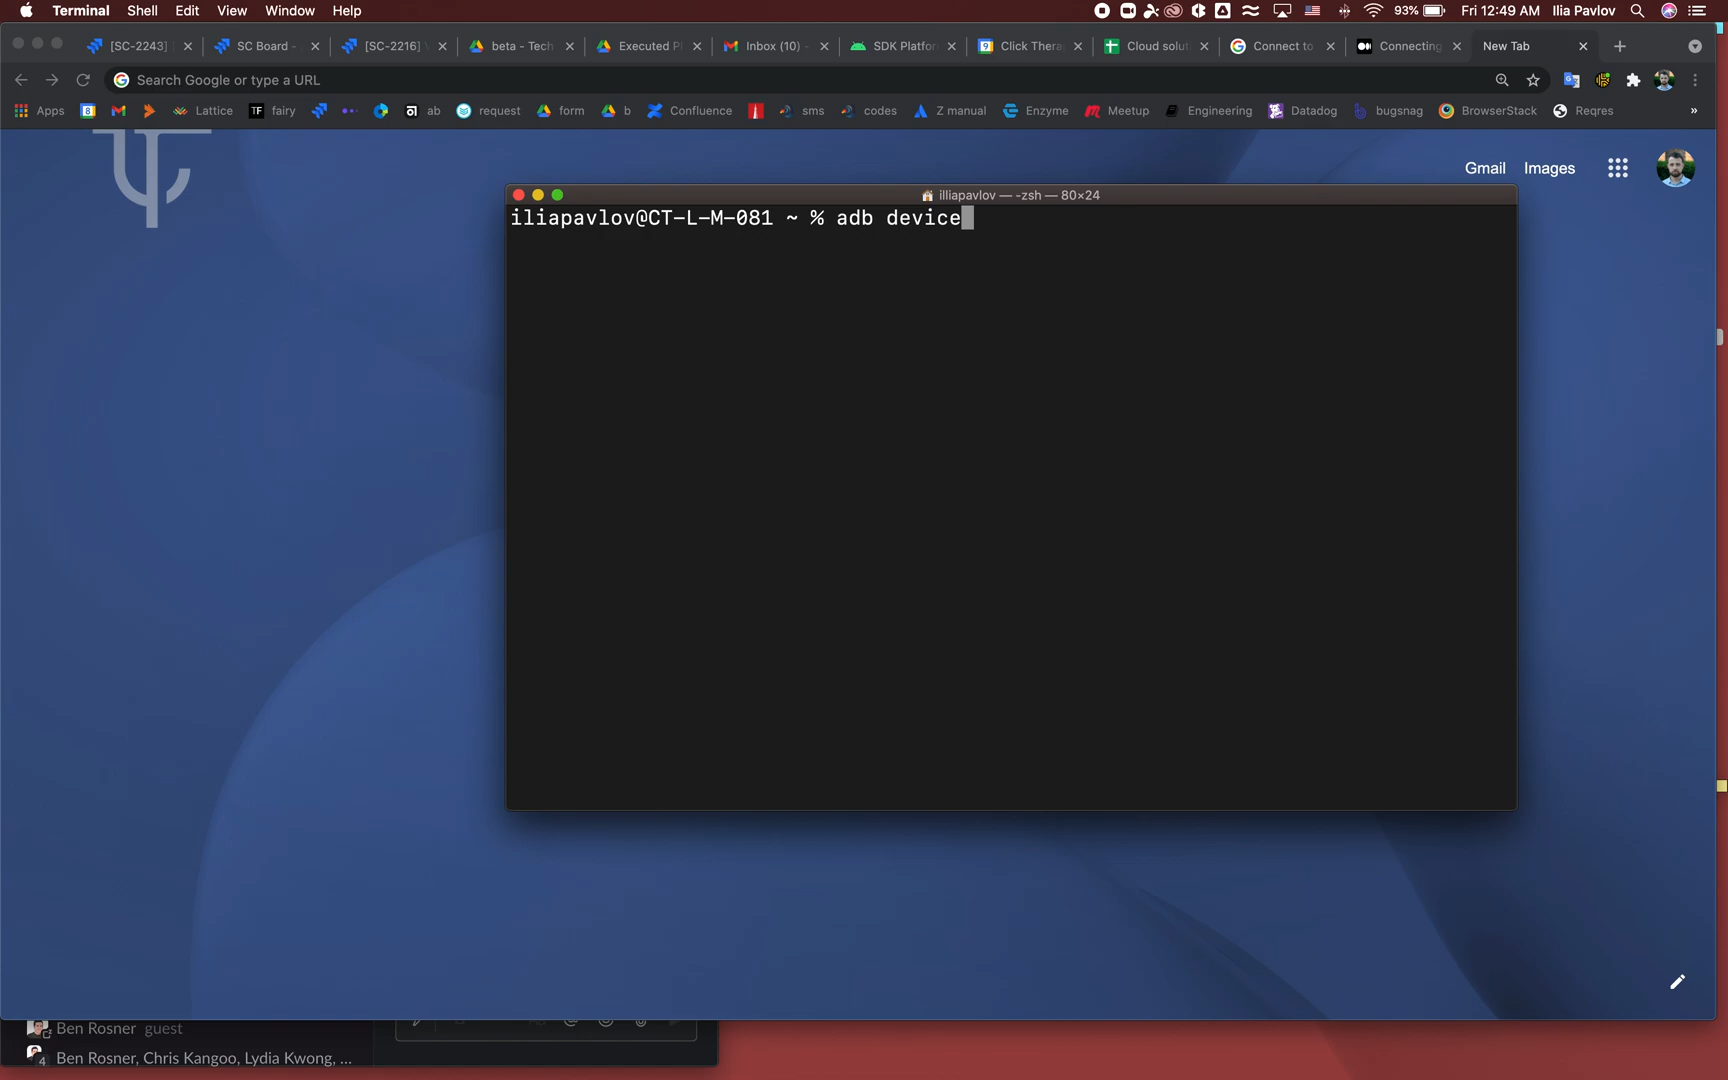 Terminal Shell Edit View Window Help 93% Fri 12:49 AM Ilia Pavlov
[SC-2243] SC Board - [SC-2216] beta - Tech Executed Pl Inbox (10) - SDK Platfor Click Thera Cloud solut Connect to Connecting New Tab
Search Google or type a URL
Apps Lattice TF fairy ab request form b Confluence sms codes Z manual Enzyme Meetup Engineering Datadog bugsnag BrowserStack Reqres »
Gmail Images
illiapavlov — -zsh — 80×24
iliapavlov@CT-L-M-081 ~ % adb device
Ben Rosner guest
4 Ben Rosner, Chris Kangoo, Lydia Kwong, ...